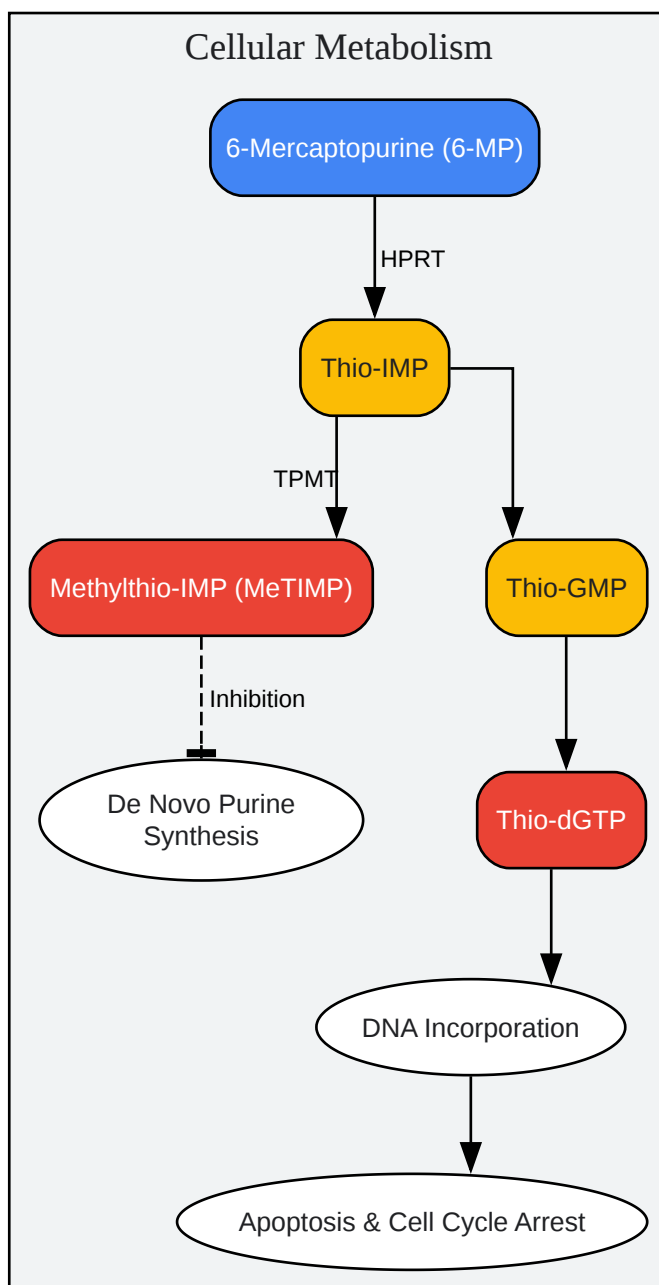 Cellular Metabolism
6-Mercaptopurine (6-MP)
HPRT
Thio-IMP
TPMT
Methylthio-IMP (MeTIMP)
Thio-GMP
Inhibition
De Novo Purine
Synthesis
Thio-dGTP
DNA Incorporation
Apoptosis & Cell Cycle Arrest